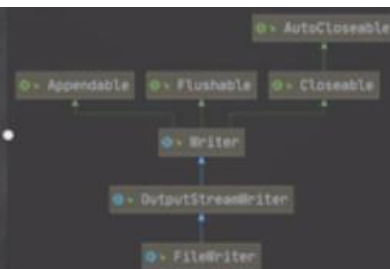 AutoCloseable
Appendable Flushable Closeable
Writer
OutputStreamWriter
FileWriter